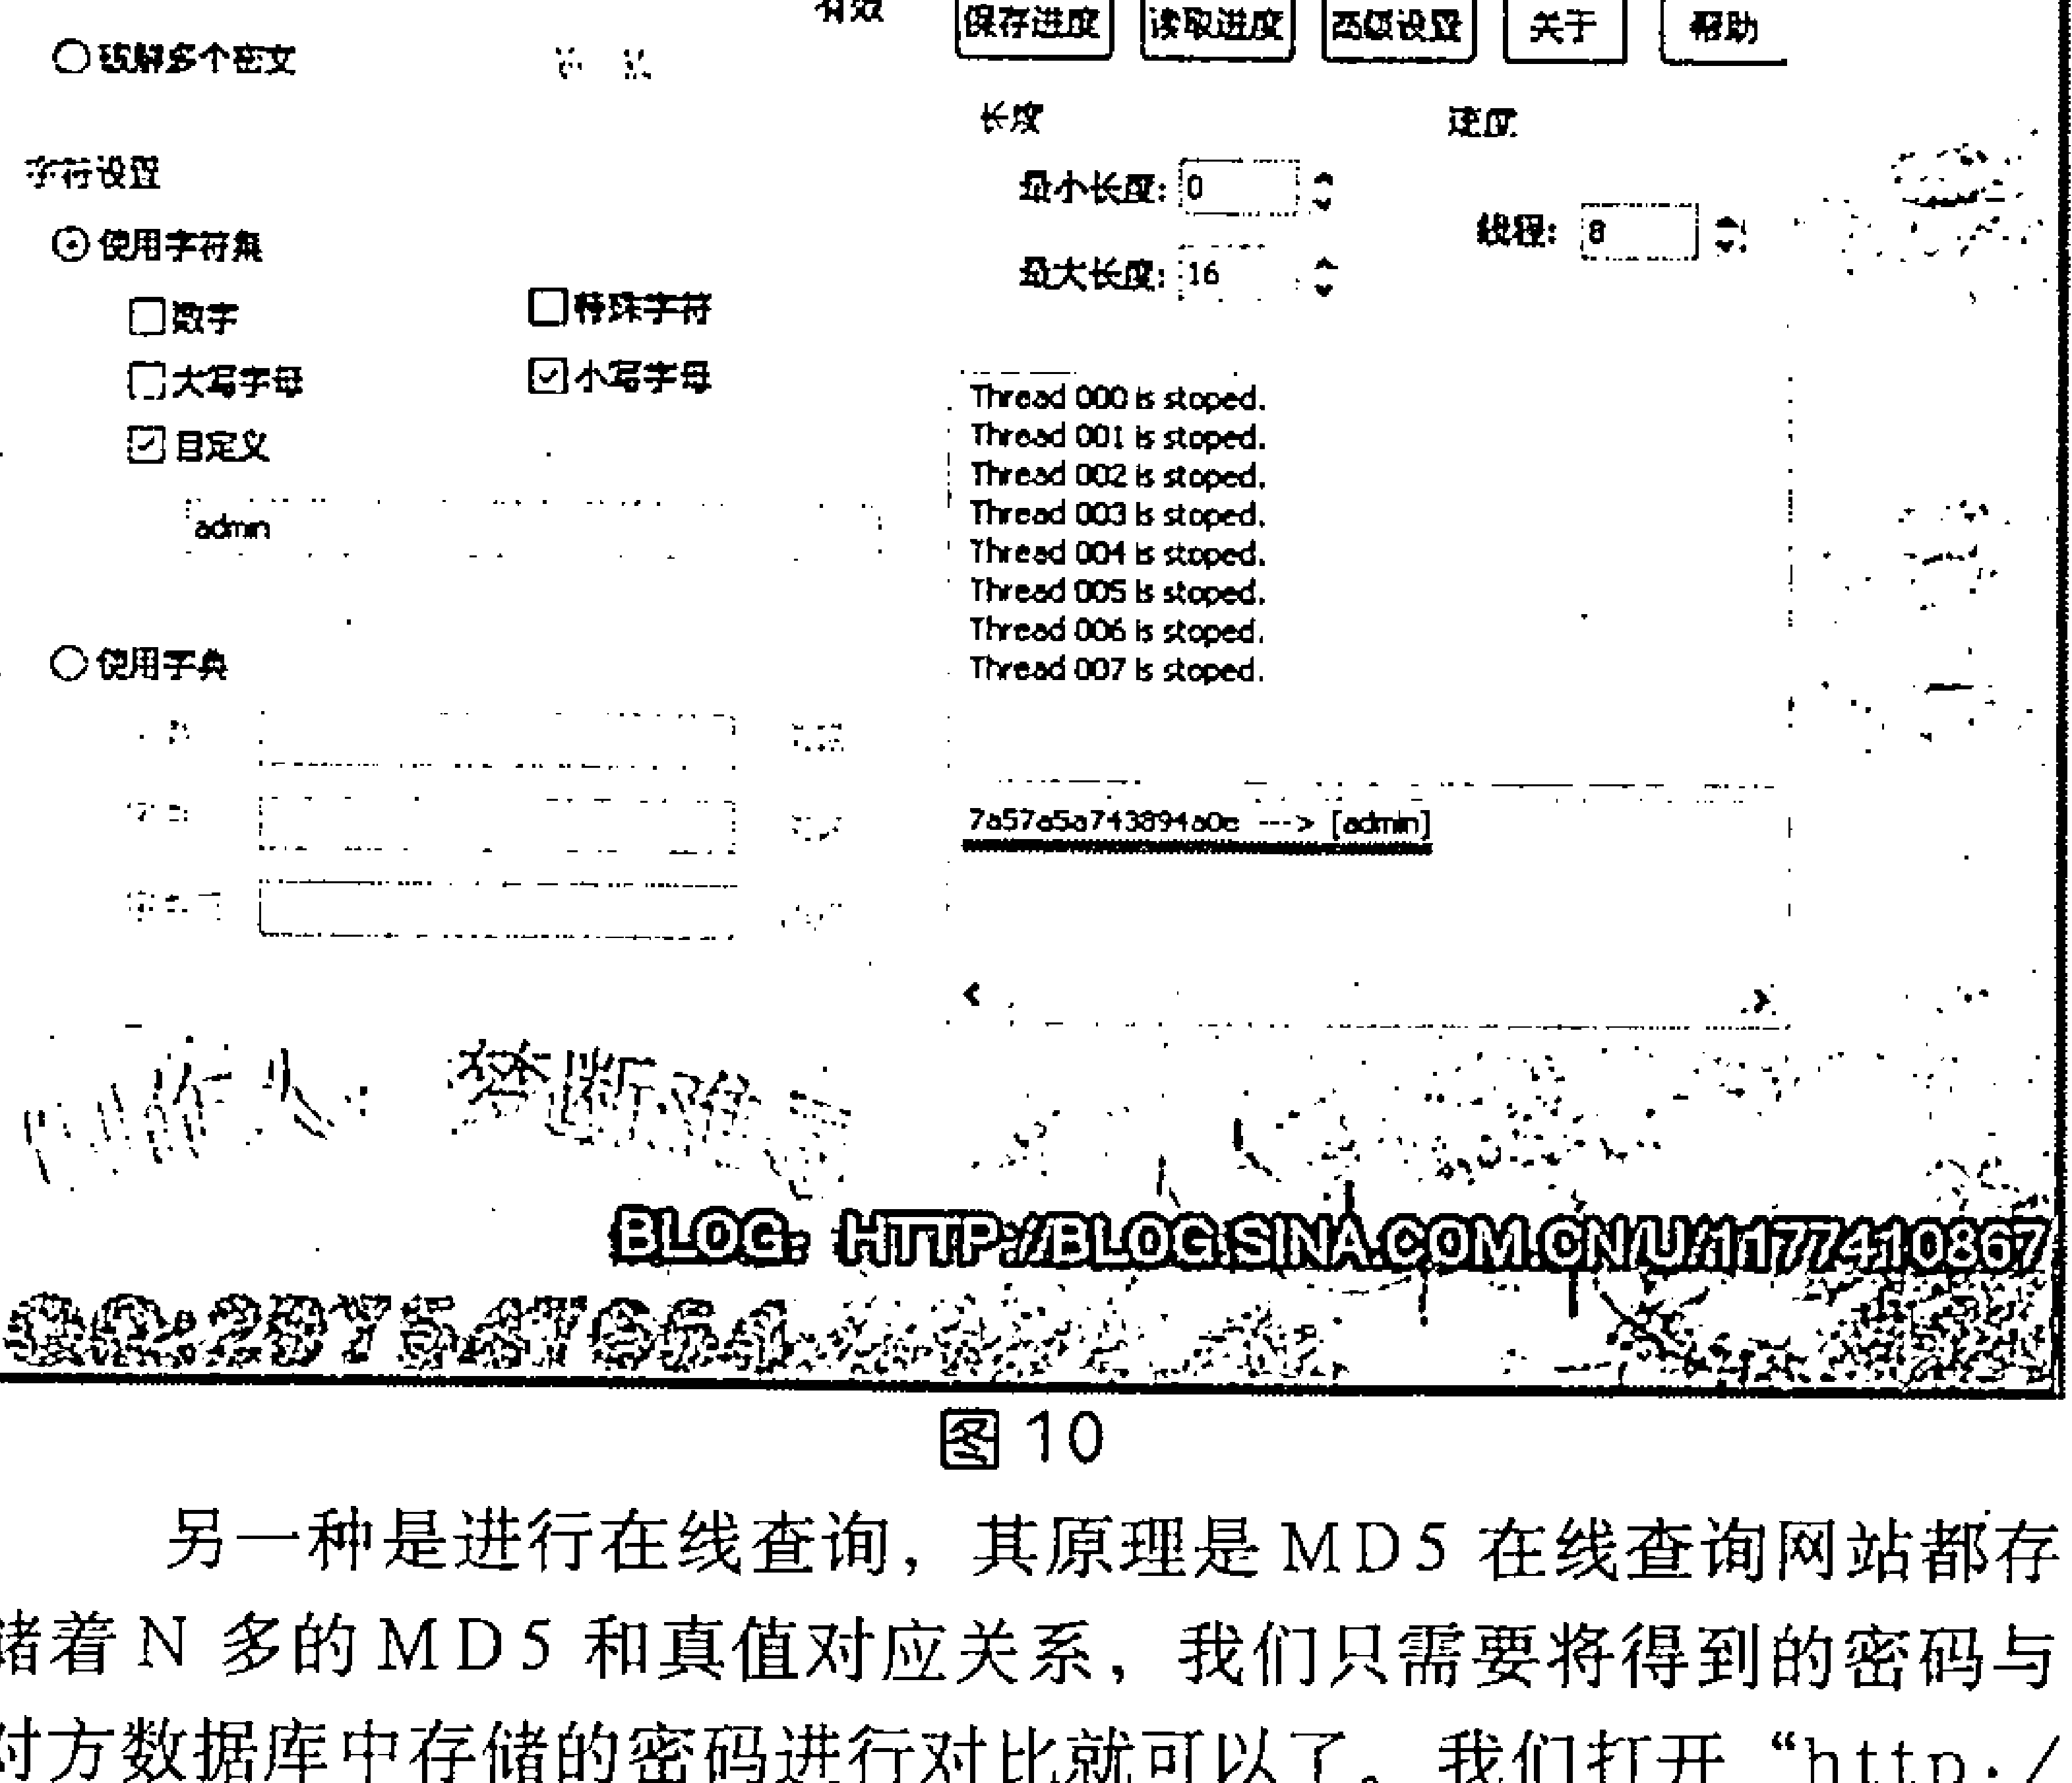 有效
保存进度 读取进度 高级设置 关于 帮助
破解多个密文
长度 速度
字符设置
最小长度: 0
线程: 8
使用字符集
最大长度: 16
数字 特殊字符
大写字母 小写字母
自定义
admin
Thread 000 is stoped.
Thread 001 is stoped.
Thread 002 is stoped.
Thread 003 is stoped.
Thread 004 is stoped.
Thread 005 is stoped.
Thread 006 is stoped.
Thread 007 is stoped.
使用字典
7a57a5a743894a0e ---> [admin]
BLOG: HTTP://BLOG.SINA.COM.CN/U/1177410867
图 10
另一种是进行在线查询，其原理是MD5在线查询网站都存
储着N多的MD5和真值对应关系，我们只需要将得到的密码与
对方数据库中存储的密码进行对比就可以了。我们打开“http:/